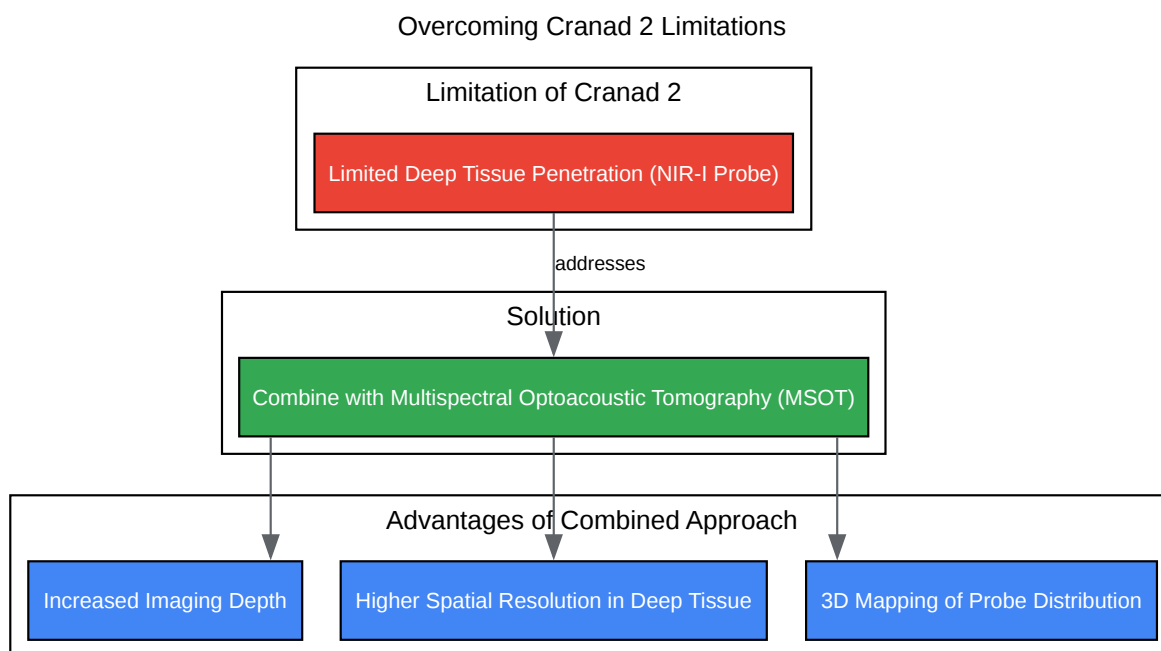 Overcoming Cranad 2 Limitations
Limitation of Cranad 2
Limited Deep Tissue Penetration (NIR-I Probe)
addresses
Solution
Combine with Multispectral Optoacoustic Tomography (MSOT)
Advantages of Combined Approach
Increased Imaging Depth
Higher Spatial Resolution in Deep Tissue
3D Mapping of Probe Distribution